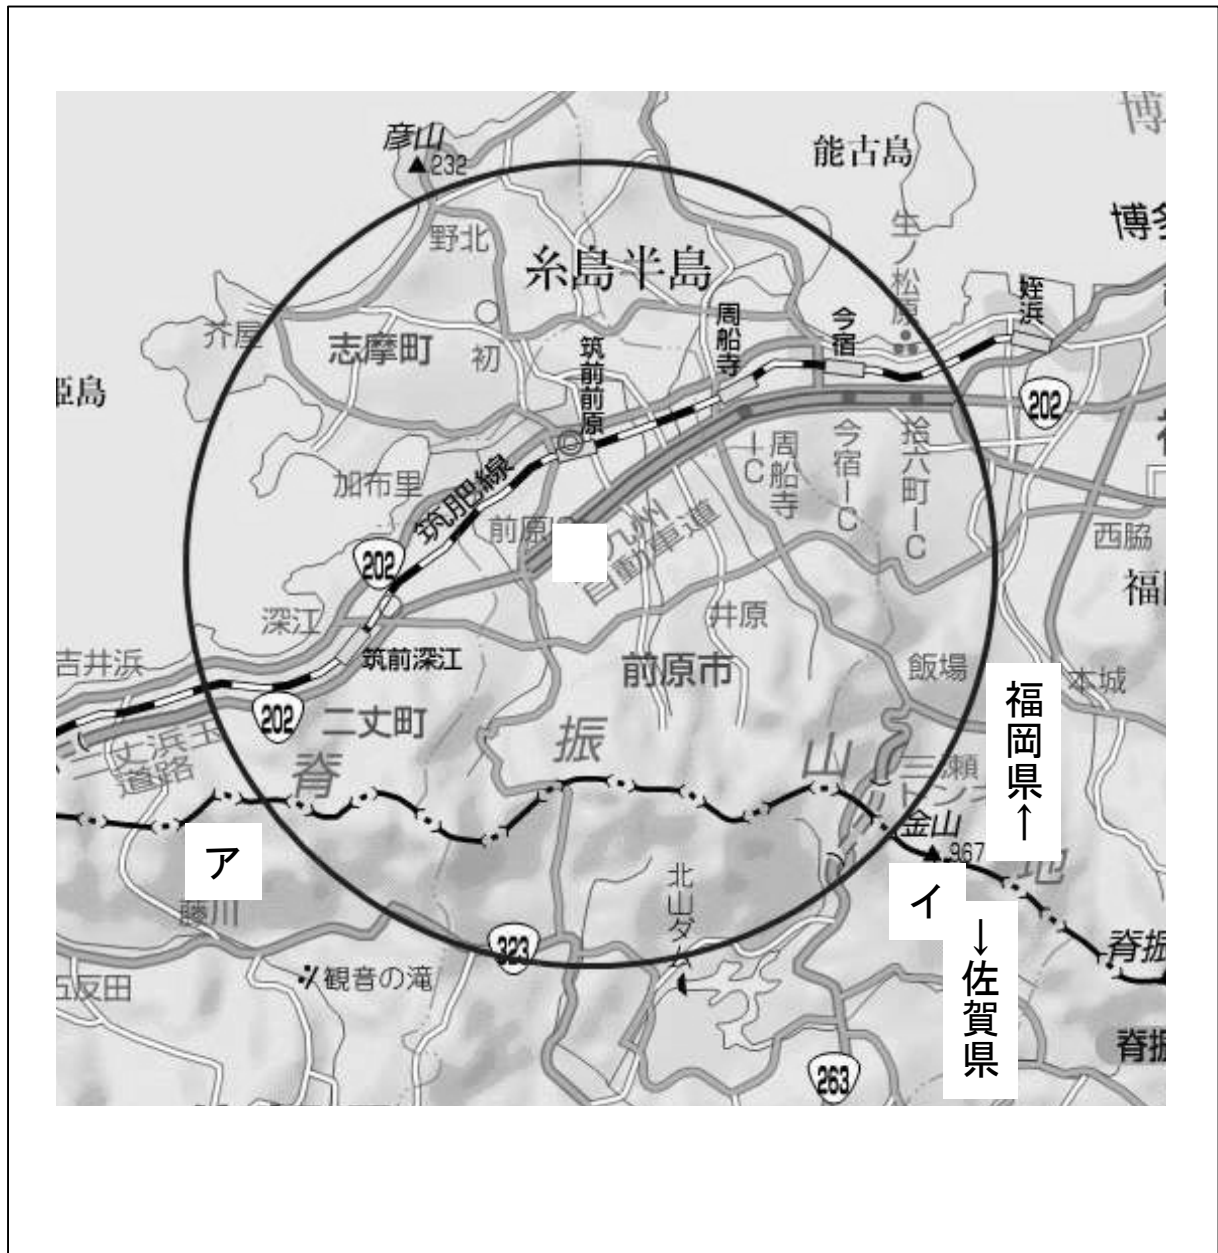 博
彦山
232
能古島
生ノ松原
博多
野北
糸島半島
姪浜
周船寺
今宿
芥屋
志摩町
初
筑前前原
姫島
202
加布里
筑肥線
周船寺IC
今宿IC
拾六町IC
前原IC
九州
自動車道
西脇
202
福岡
深江
井原
前原市
飯場
吉井浜
筑前深江
本城
福岡県↑
202
二丈町
二丈浜玉
道路
脊
振
山
地
三瀬
トンネ
金山
967
ア
イ
北山ダム
藤川
323
観音の滝
五反田
←佐賀県
脊振
脊振
263